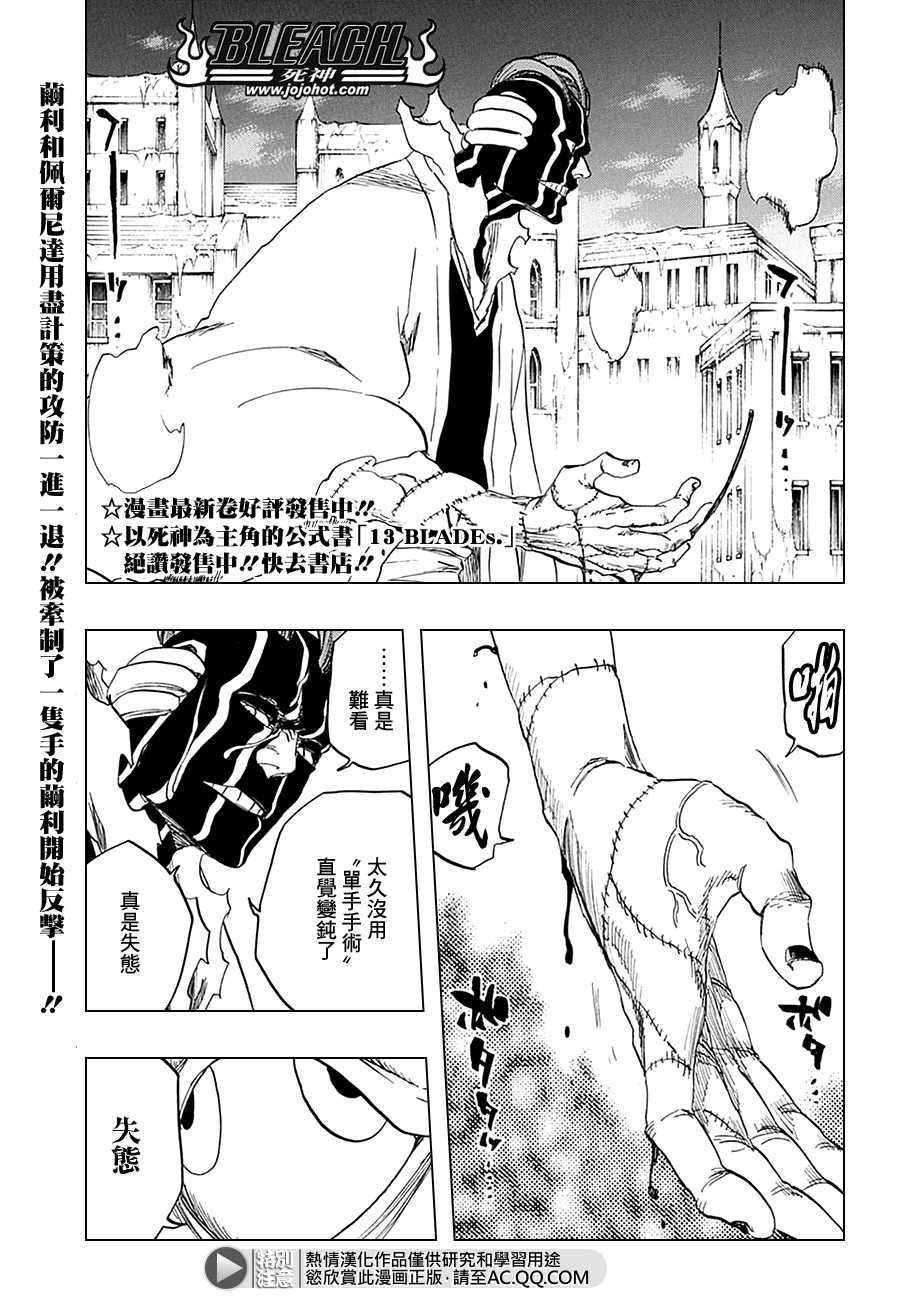 BLEACH
死神
www.jojohot.com
繭利和佩爾尼達用盡計策的攻防一進一退!!被牽制了一隻手的繭利開始反擊——!!
☆漫畫最新卷好評發售中!!
☆以死神為主角的公式書「13 BLADEs.」
絕讚發售中!!快去書店!!
啪
嘰
ボタ
ボタタッ
……真是
難看
太久沒用
“單手手術”
直覺變鈍了
真是失態
失態
特別
注意
熱情漢化作品僅供研究和學習用途
慾欣賞此漫画正版，請至AC.QQ.COM